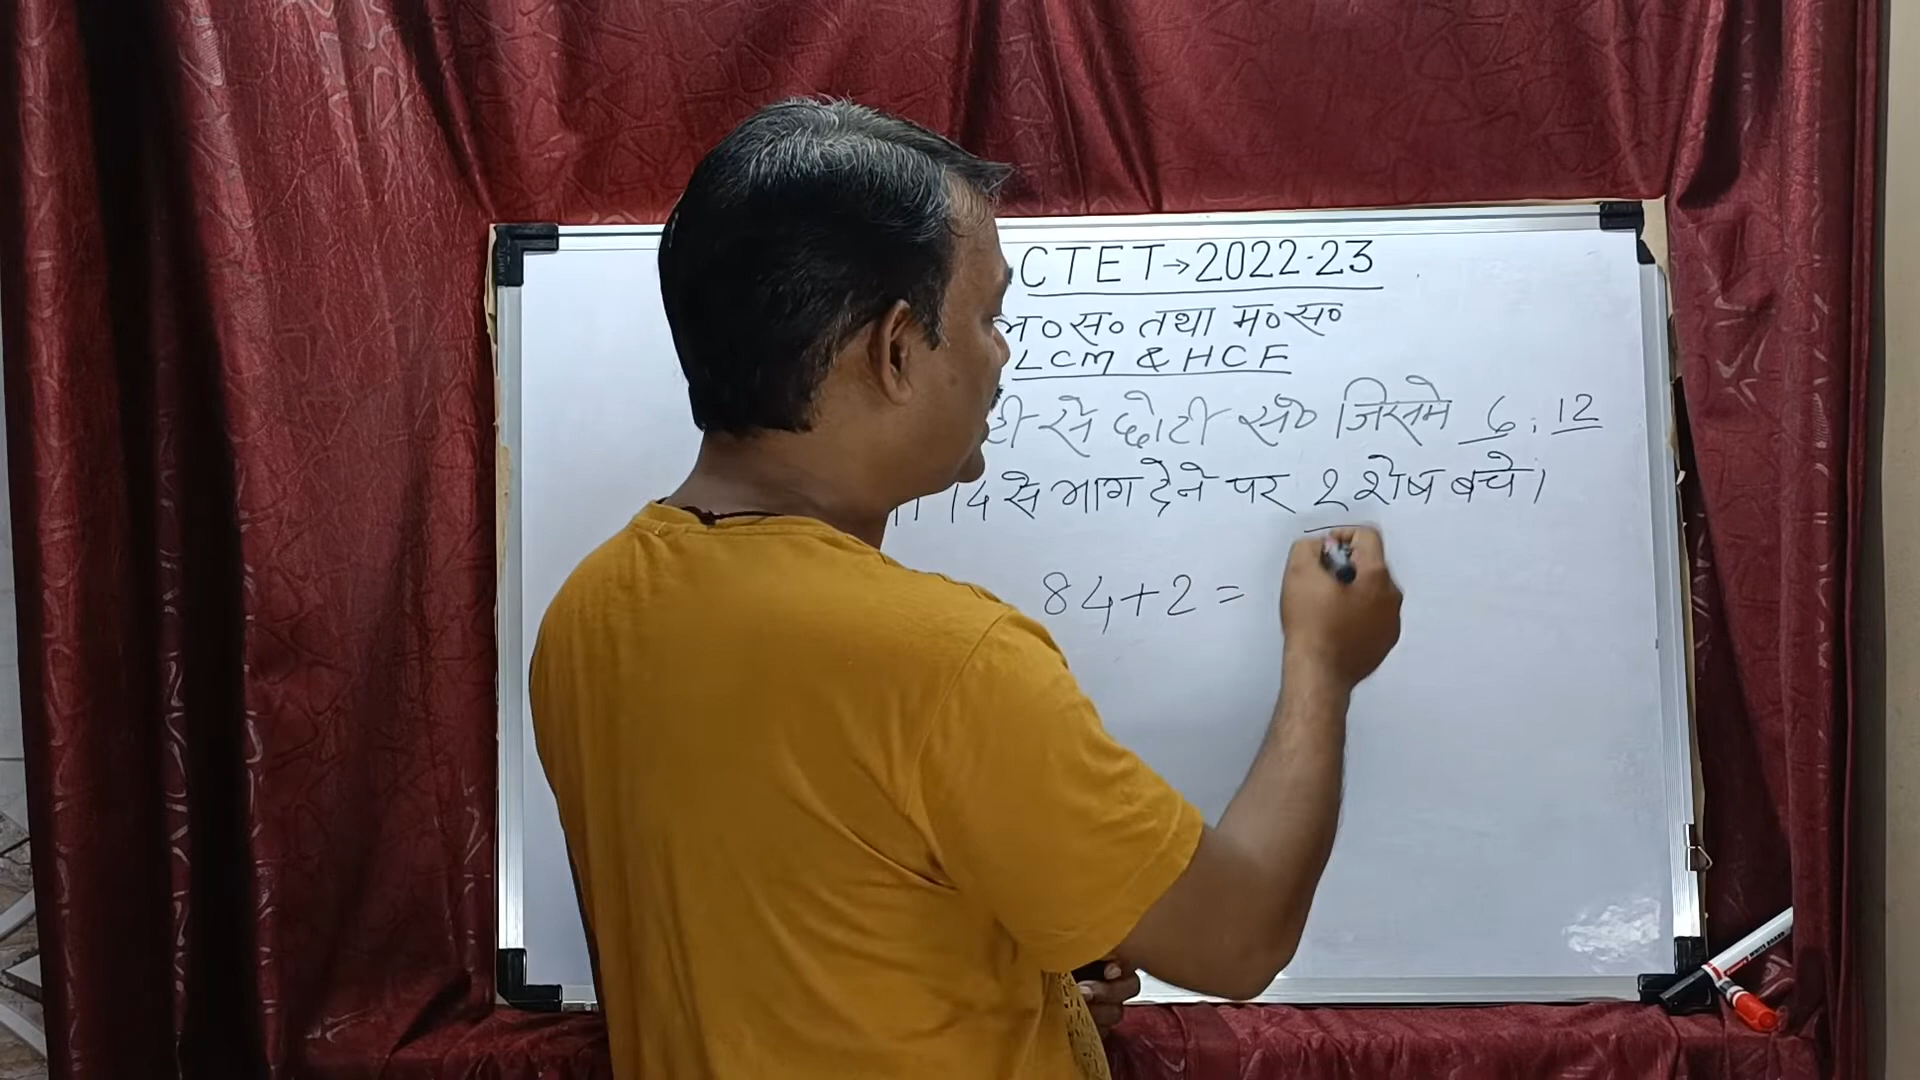 CTET→2022-23
ल०स० तथा म०स०
LCM & HCF
से छोटी सं० जिसमे 6, 12
14 से भाग देने पर 2 शेष बचे।
84+2=